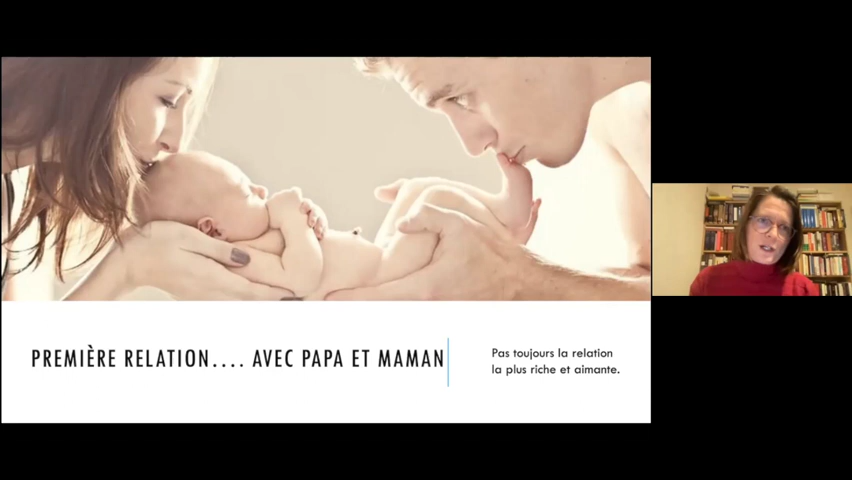 PREMIÈRE RELATION.... AVEC PAPA ET MAMAN
Pas toujours la relation
la plus riche et aimante.